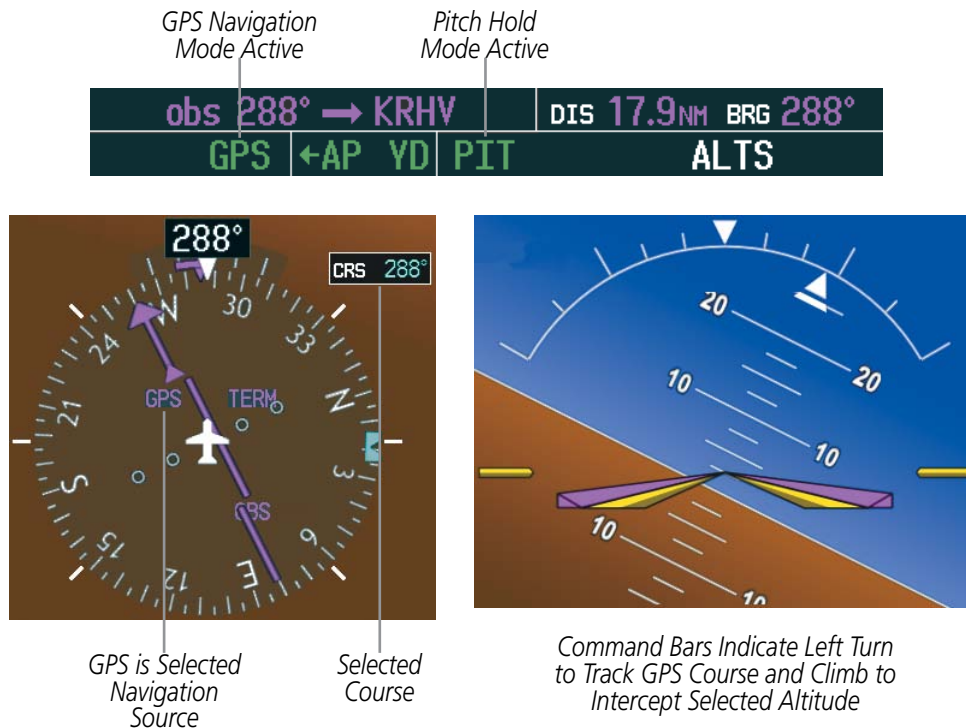 GPS Navigation
Mode Active
Pitch Hold
Mode Active
obs 288° → KRHV
DIS 17.9NM BRG 288°
GPS ←AP YD PIT ALTS
288°
CRS 288°
W
30
33
N
3
6
E
12
15
S
21
24
GPS
TERM
OBS
20
20
10
10
10
10
GPS is Selected
Navigation
Source
Selected
Course
Command Bars Indicate Left Turn
to Track GPS Course and Climb to
Intercept Selected Altitude